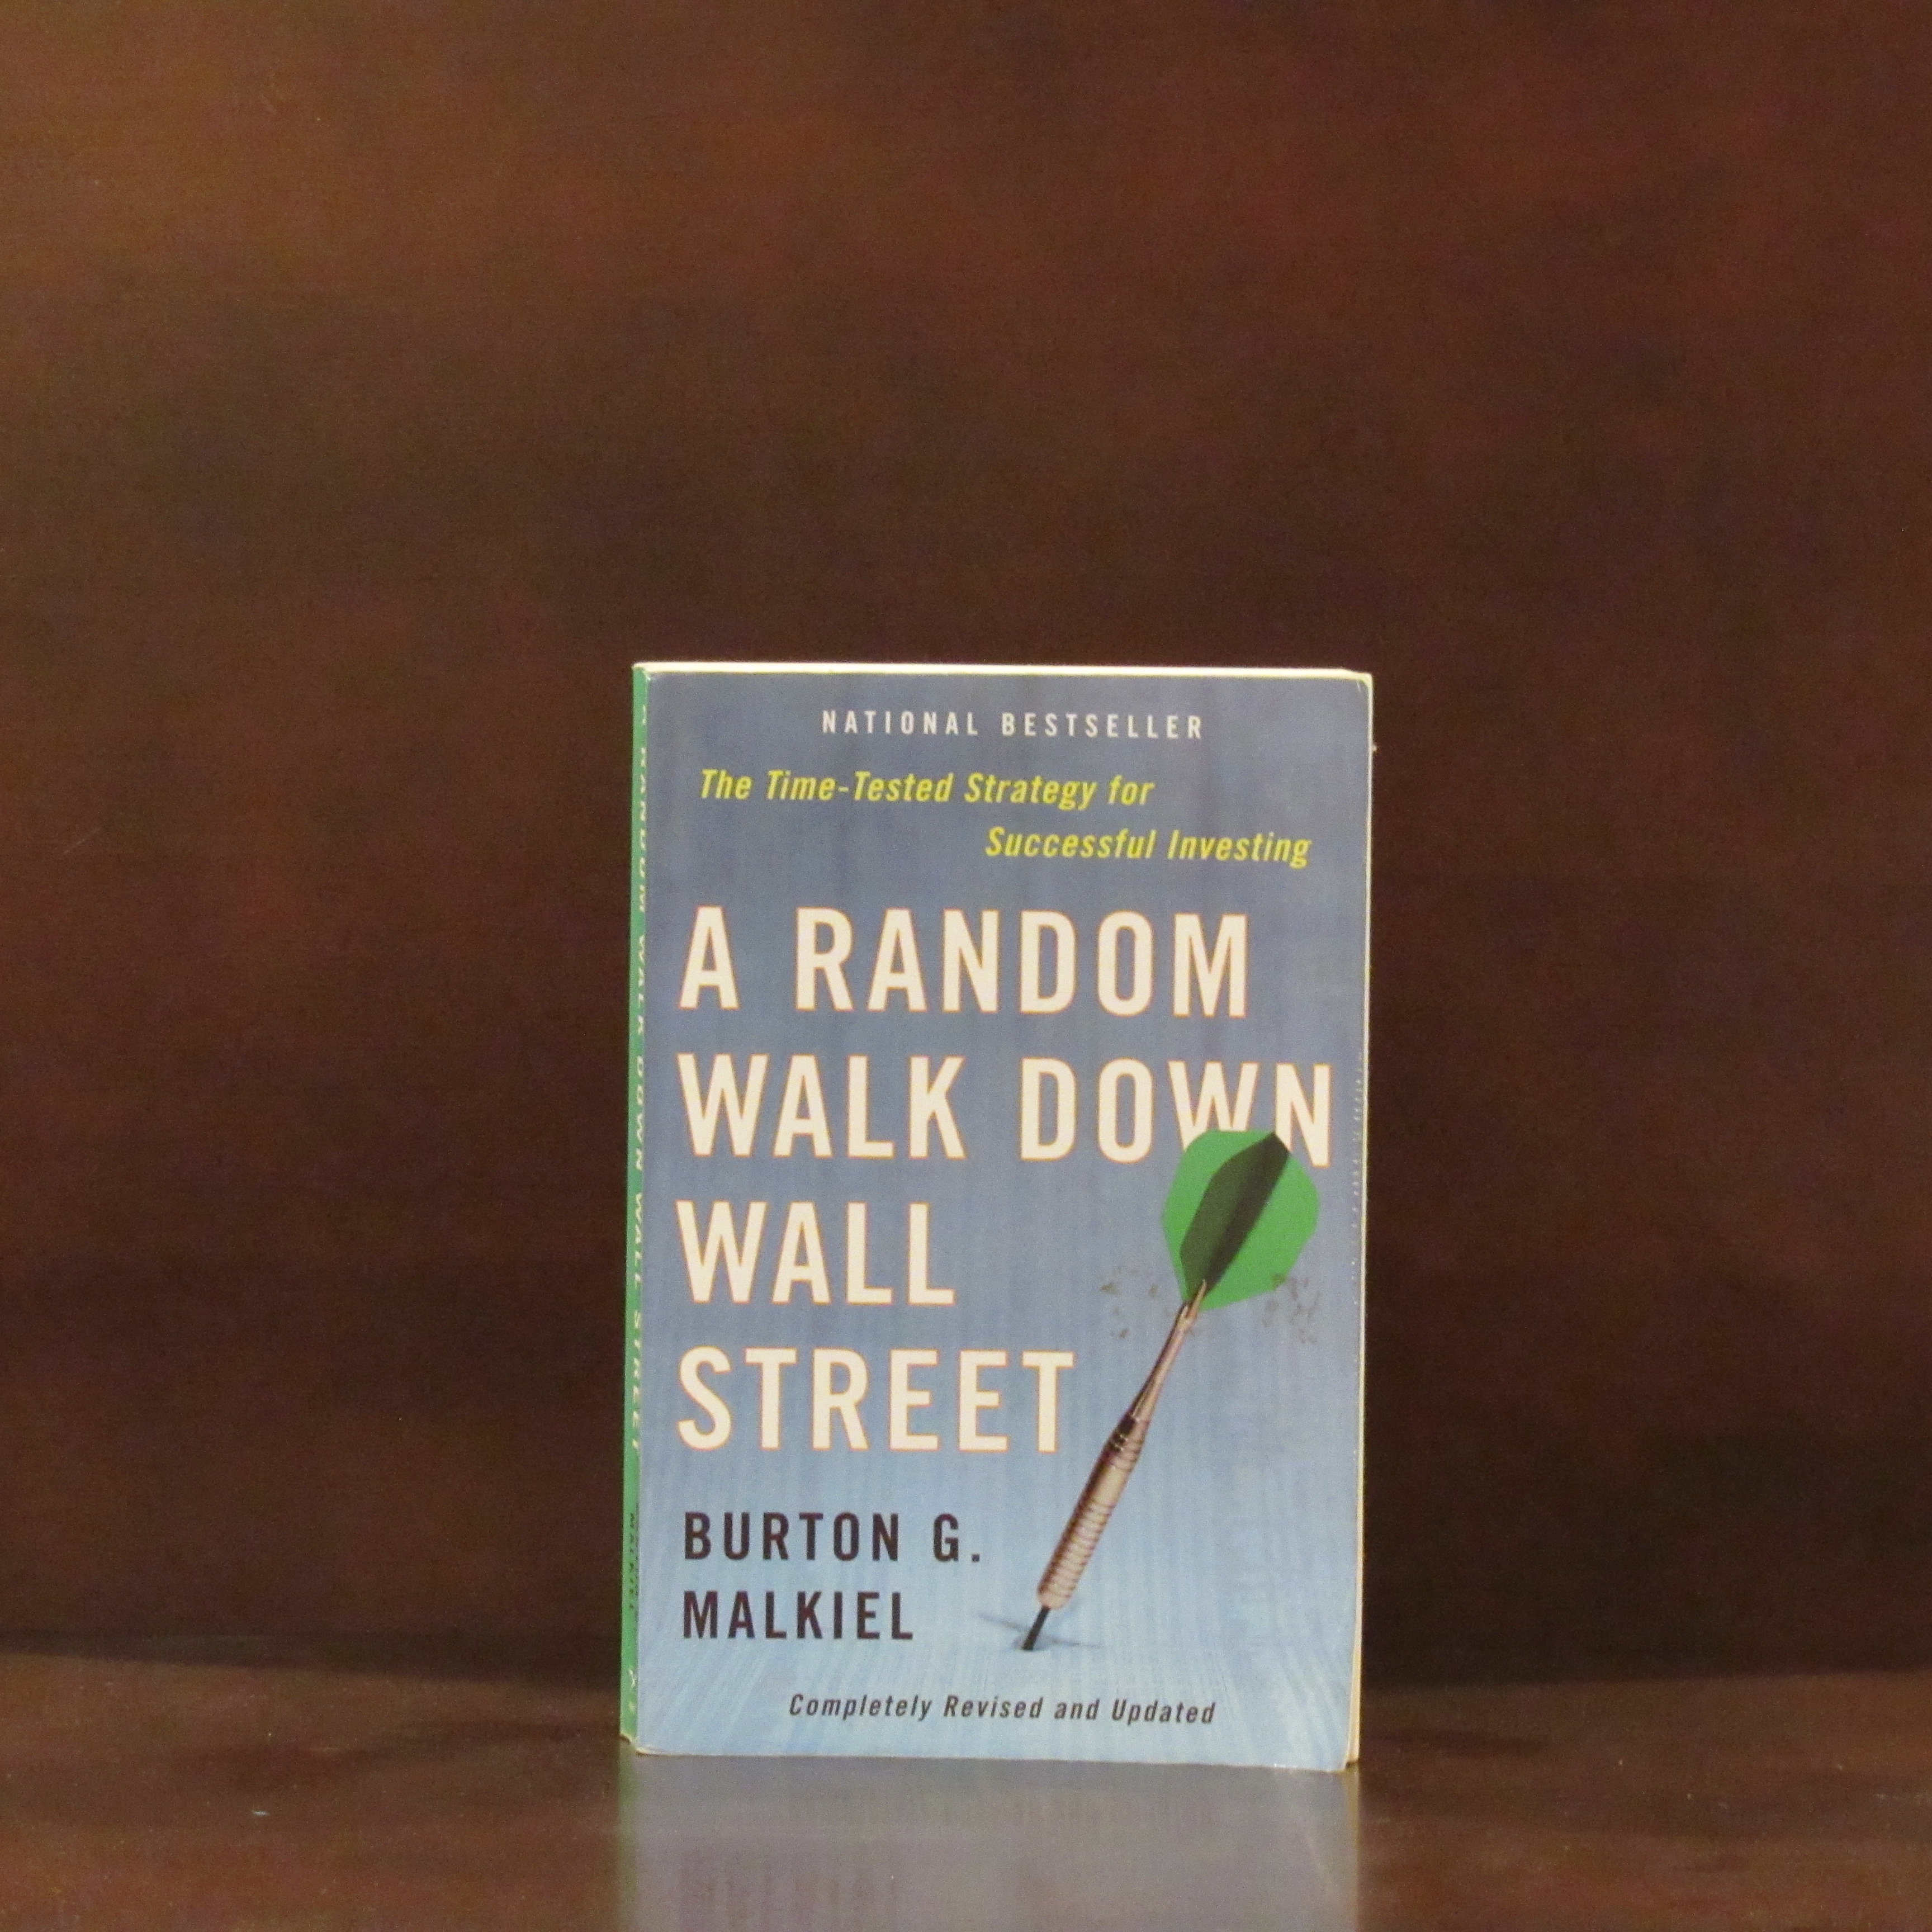 NATIONAL BESTSELLER
The Time-Tested Strategy for
Successful Investing
A RANDOM
WALK DOWN
WALL
STREET
BURTON G.
MALKIEL
Completely Revised and Updated
A RANDOM WALK DOWN WALL STREET MALKIEL